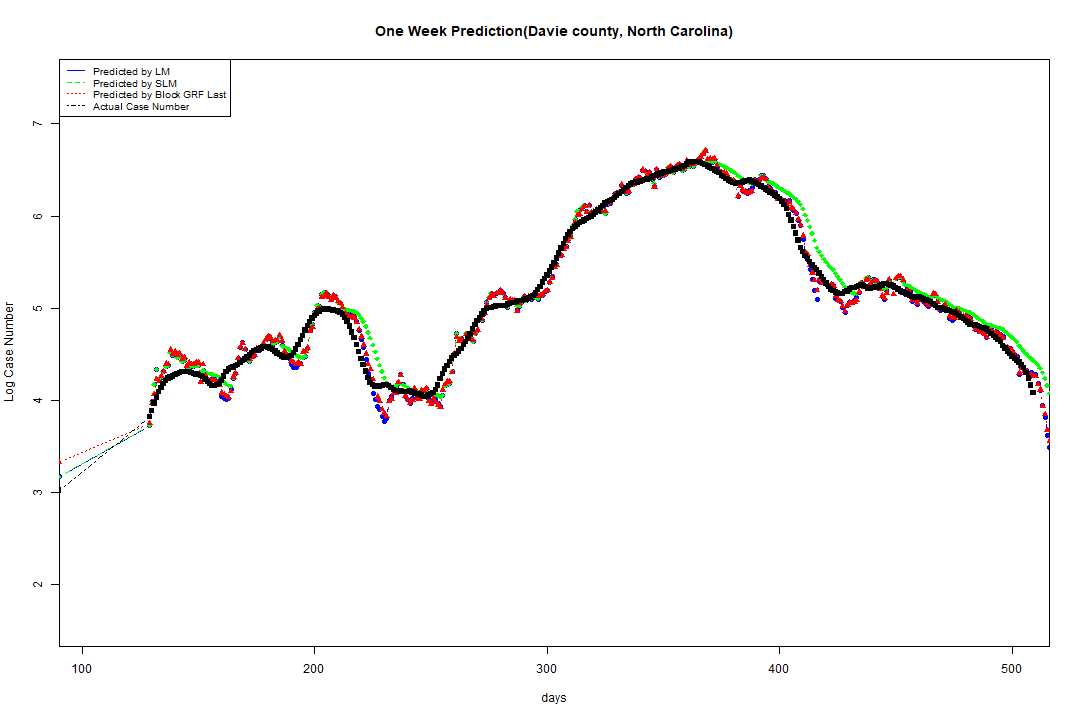 One Week Prediction(Davie county, North Carolina)
Predicted by LM
Predicted by SLM
Predicted by Block GRF Last
Actual Case Number
Log Case Number
7
6
5
4
3
2
100 200 300 400 500
days